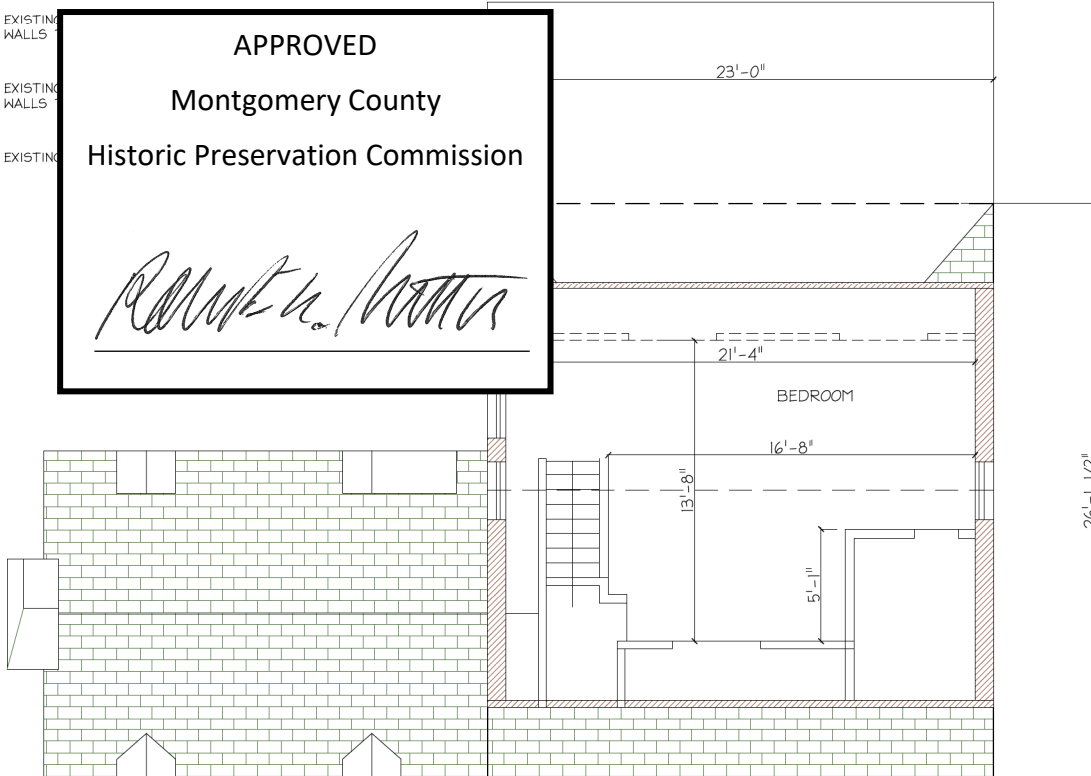 EXISTING
WALLS
EXISTING
WALLS
EXISTING
APPROVED
Montgomery County
Historic Preservation Commission
23'-0"
21'-4"
BEDROOM
16'-8"
13'-8"
5'-1"
26'-1 1/2"